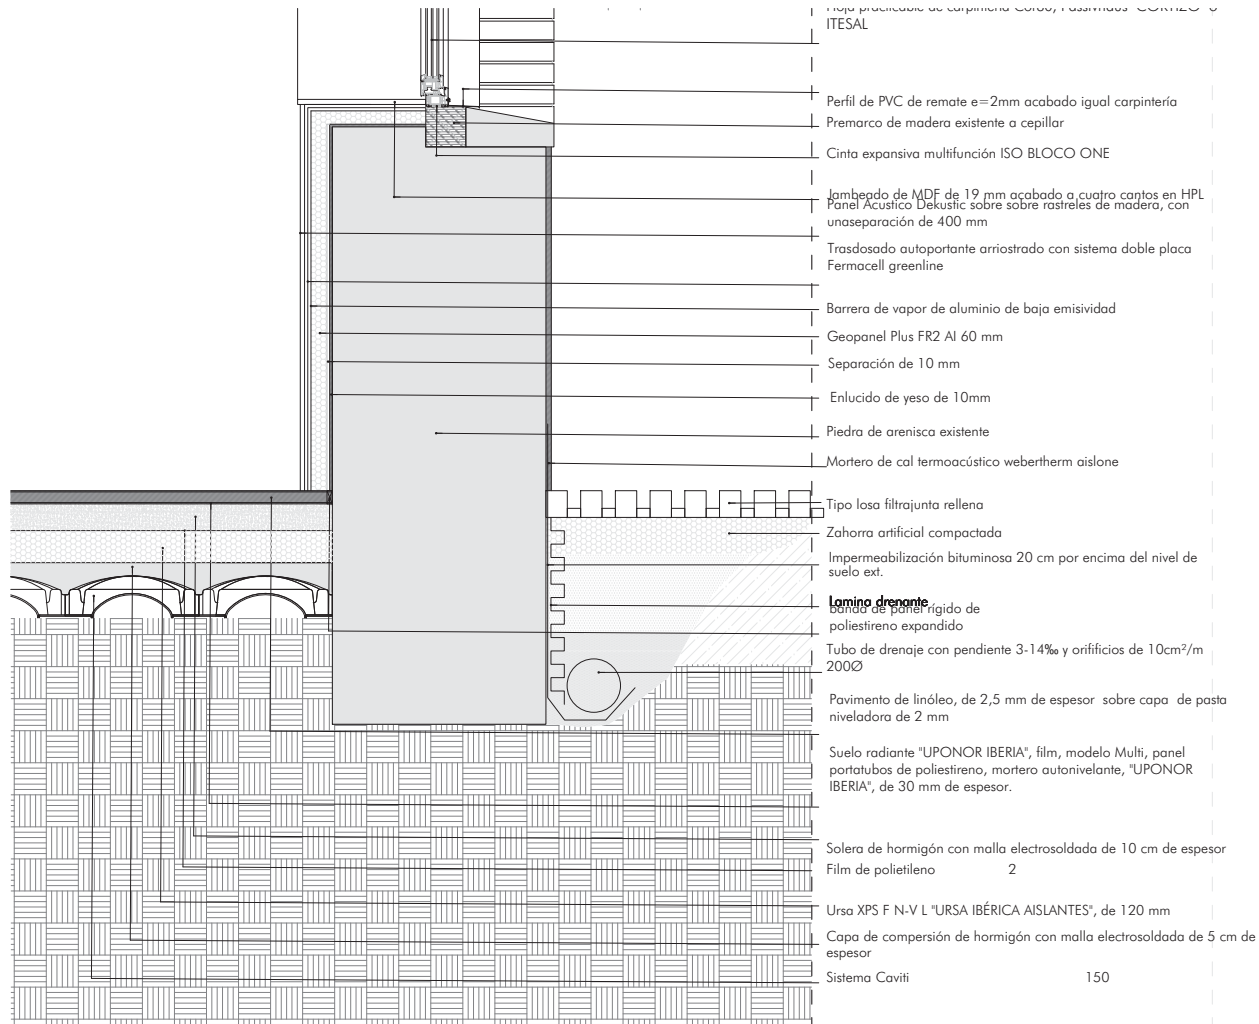 Hoja practicable de carpintería Cor80, Passivhaus "CORTIZO" o
ITESAL
Perfil de PVC de remate e=2mm acabado igual carpintería
Premarco de madera existente a cepillar
Cinta expansiva multifunción ISO BLOCO ONE
Jambeado de MDF de 19 mm acabado a cuatro cantos en HPL
Panel Acustico Dekustic sobre sobre rastreles de madera, con
unaseparación de 400 mm
Trasdosado autoportante arriostrado con sistema doble placa
Fermacell greenline
Barrera de vapor de aluminio de baja emisividad
Geopanel Plus FR2 Al 60 mm
Separación de 10 mm
Enlucido de yeso de 10mm
Piedra de arenisca existente
Mortero de cal termoacústico webertherm aislone
Tipo losa filtrajunta rellena
Zahorra artificial compactada
Impermeabilización bituminosa 20 cm por encima del nivel de
suelo ext.
Lamina drenante
banda de panel rígido de
poliestireno expandido
Tubo de drenaje con pendiente 3-14‰ y orifificios de 10cm²/m
200Ø
Pavimento de linóleo, de 2,5 mm de espesor sobre capa de pasta
niveladora de 2 mm
Suelo radiante "UPONOR IBERIA", film, modelo Multi, panel
portatubos de poliestireno, mortero autonivelante, "UPONOR
IBERIA", de 30 mm de espesor.
Solera de hormigón con malla electrosoldada de 10 cm de espesor
Film de polietileno 2
Ursa XPS F N-V L "URSA IBÉRICA AISLANTES", de 120 mm
Capa de compersión de hormigón con malla electrosoldada de 5 cm de
espesor
Sistema Caviti 150